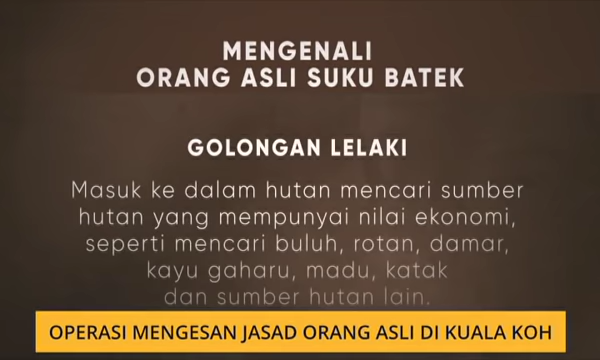 MENGENALI
ORANG ASLI SUKU BATEK
GOLONGAN LELAKI
Masuk ke dalam hutan mencari sumber
hutan yang mempunyai nilai ekonomi,
seperti mencari buluh, rotan, damar,
kayu gaharu, madu, katak
dan sumber hutan lain.
OPERASI MENGESAN JASAD ORANG ASLI DI KUALA KOH